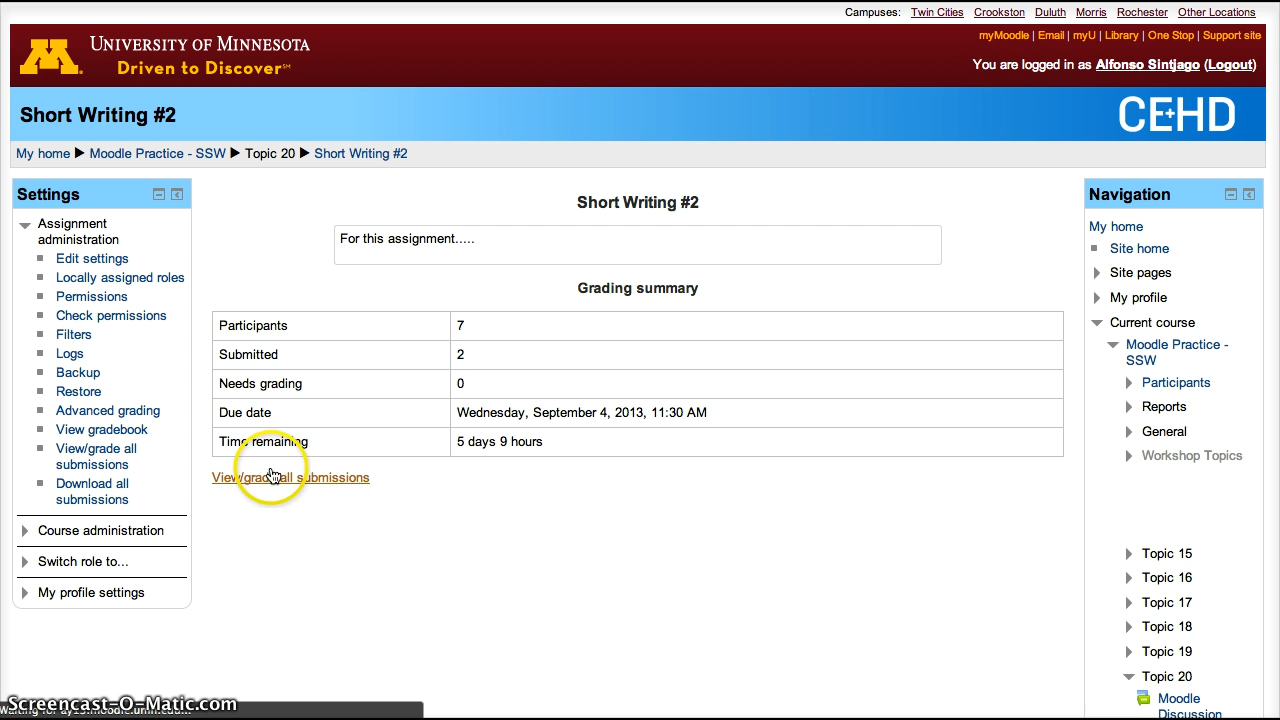 Campuses: Twin Cities Crookston Duluth Morris Rochester Other Locations
UNIVERSITY OF MINNESOTA
Driven to Discover℠
myMoodle | Email | myU | Library | One Stop | Support site
You are logged in as Alfonso Sintjago (Logout)
Short Writing #2
CEHD
My home ▶ Moodle Practice - SSW ▶ Topic 20 ▶ Short Writing #2
Settings
Assignment
administration
Edit settings
Locally assigned roles
Permissions
Check permissions
Filters
Logs
Backup
Restore
Advanced grading
View gradebook
View/grade all
submissions
Download all
submissions
Course administration
Switch role to...
My profile settings
Short Writing #2
For this assignment.....
Grading summary
Participants 7
Submitted 2
Needs grading 0
Due date Wednesday, September 4, 2013, 11:30 AM
Time remaining 5 days 9 hours
View/grade all submissions
Navigation
My home
Site home
Site pages
My profile
Current course
Moodle Practice -
SSW
Participants
Reports
General
Workshop Topics
Topic 15
Topic 16
Topic 17
Topic 18
Topic 19
Topic 20
Moodle
Discussion
Screencast-O-Matic.com